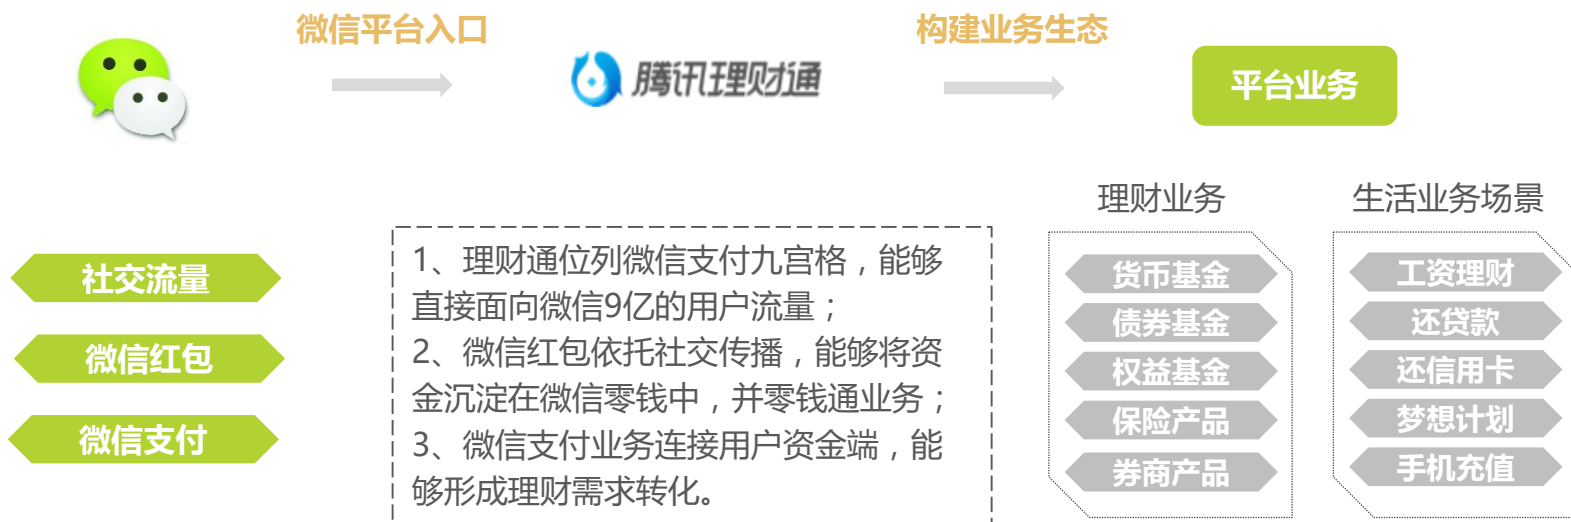 微信平台入口
构建业务生态
腾讯理财通
平台业务
理财业务
生活业务场景
社交流量
微信红包
微信支付
1、理财通位列微信支付九宫格，能够
直接面向微信9亿的用户流量；
2、微信红包依托社交传播，能够将资
金沉淀在微信零钱中，并零钱通业务；
3、微信支付业务连接用户资金端，能
够形成理财需求转化。
货币基金
债券基金
权益基金
保险产品
券商产品
工资理财
还贷款
还信用卡
梦想计划
手机充值